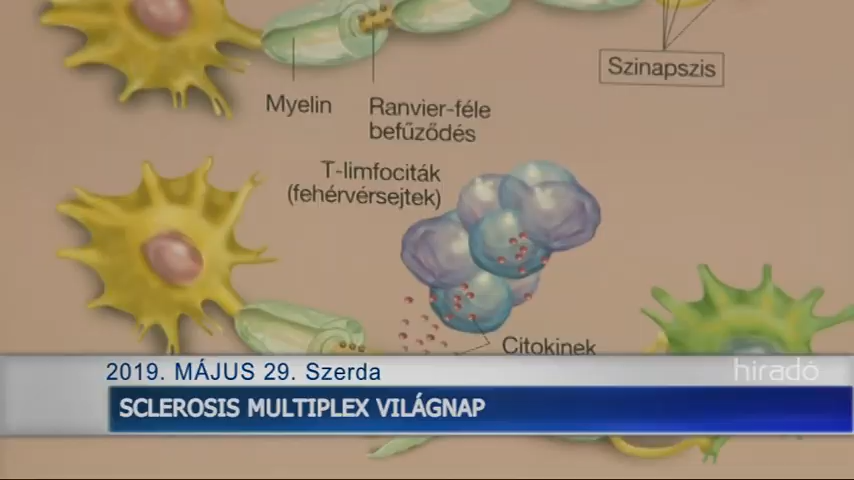 Szinapszis
Myelin
Ranvier-féle
befűződés
T-limfociták
(fehérvérsejtek)
Citokinek
2019. MÁJUS 29. Szerda
híradó
SCLEROSIS MULTIPLEX VILÁGNAP